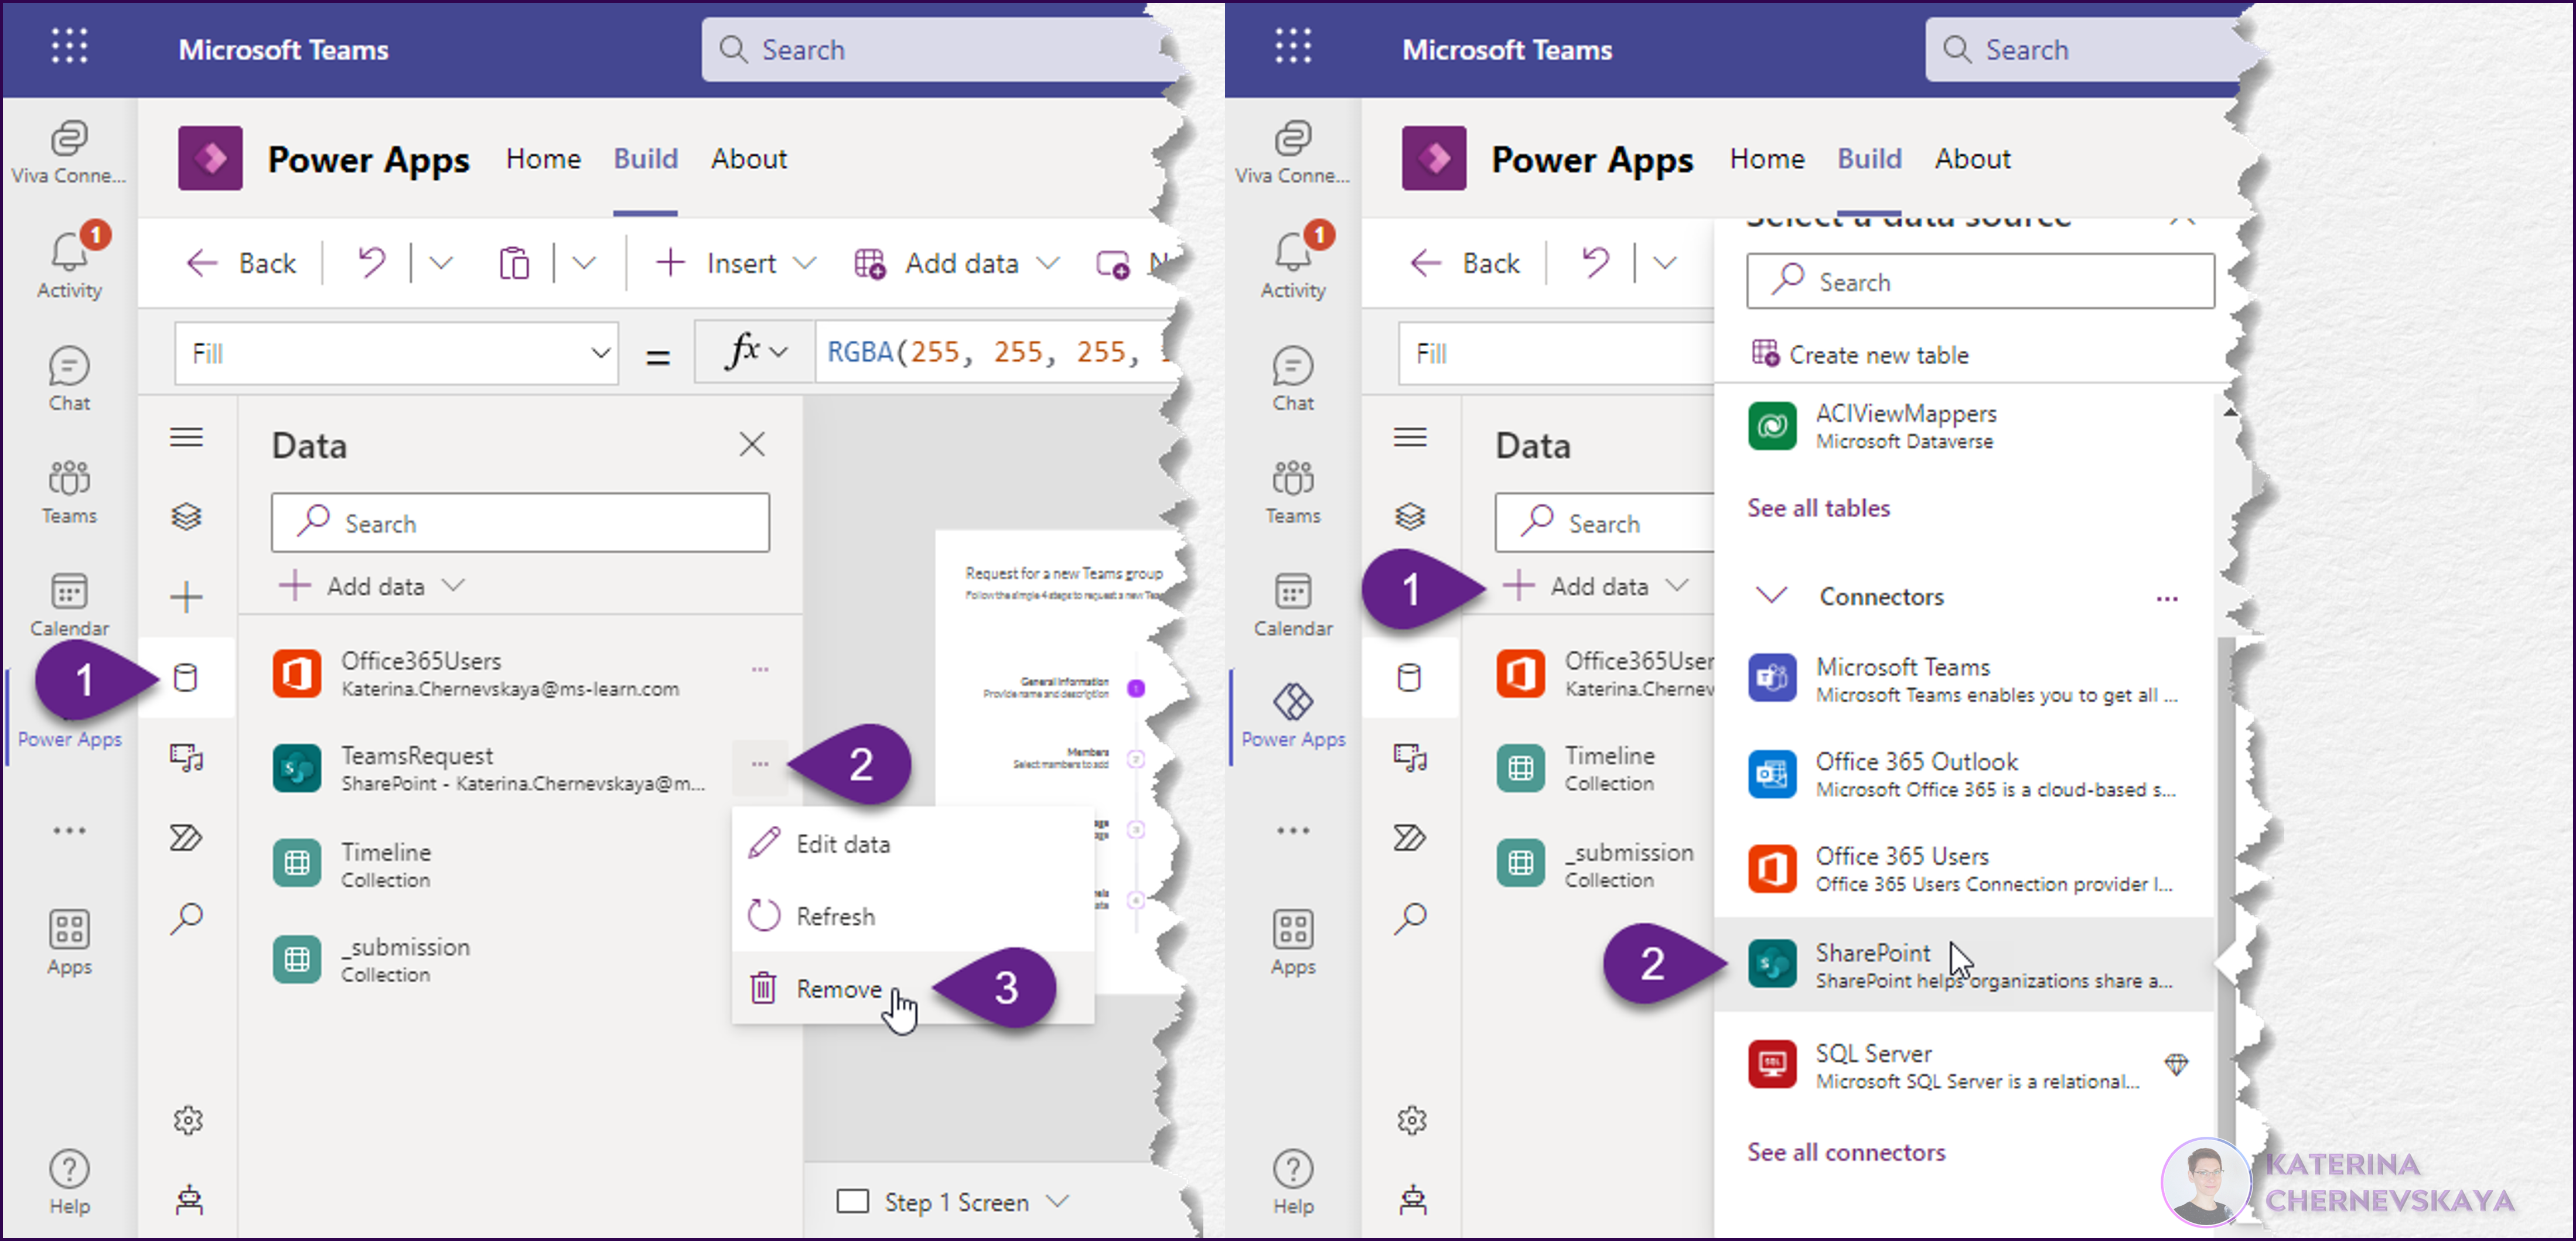 Microsoft Teams
Search
Viva Conne...
Power Apps
Home
Build
About
1
Activity
Back
Insert
Add data
N
Fill
=
fx
RGBA(255, 255, 255,
Chat
Data
Teams
Search
Add data
Calendar
1
Power Apps
Office365Users
Katerina.Chernevskaya@ms-learn.com
TeamsRequest
SharePoint - Katerina.Chernevskaya@m...
2
Timeline
Collection
_submission
Collection
Edit data
Refresh
Remove
3
Request for a new Teams group
Follow the simple 4 steps to request a new Tea
General Information
Provide name and description
1
Members
Select members to add
2
3
4
Apps
Help
Step 1 Screen
Microsoft Teams
Search
Viva Conne...
Power Apps
Home
Build
About
1
Activity
Back
Select a data source
Search
Create new table
Fill
Chat
Data
Teams
Search
1
Add data
Calendar
Power Apps
Office365User
Katerina.Chernev
Timeline
Collection
_submission
Collection
ACIViewMappers
Microsoft Dataverse
See all tables
Connectors
Microsoft Teams
Microsoft Teams enables you to get all ...
Office 365 Outlook
Microsoft Office 365 is a cloud-based s...
Office 365 Users
Office 365 Users Connection provider l...
2
SharePoint
SharePoint helps organizations share a...
SQL
SQL Server
Microsoft SQL Server is a relational...
See all connectors
Apps
Help
KATERINA
CHERNEVSKAYA